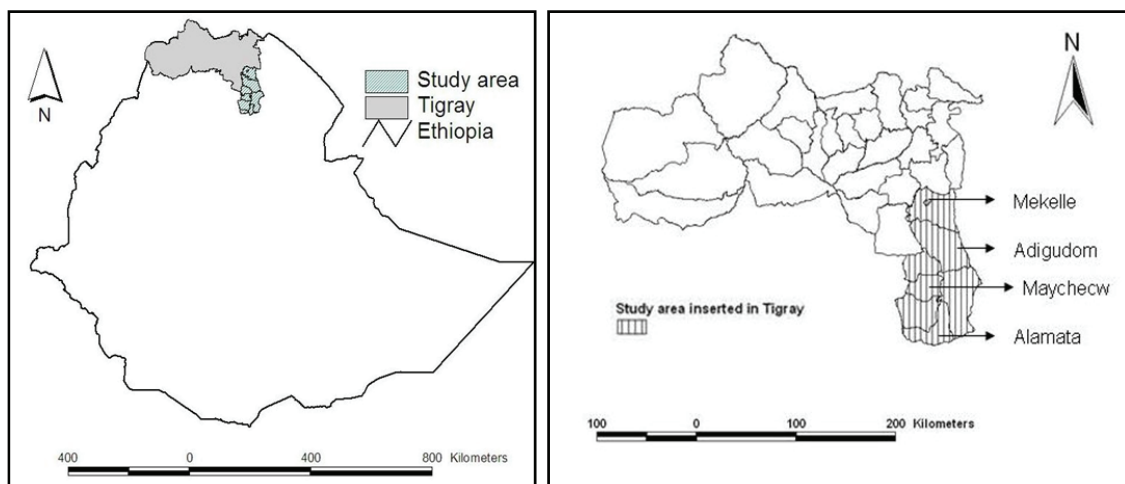 N
Study area
Tigray
Ethiopia
400 0 400 800 Kilometers
N
Mekelle
Adigudom
Maychecw
Alamata
Study area inserted in Tigray
100 0 100 200 Kilometers